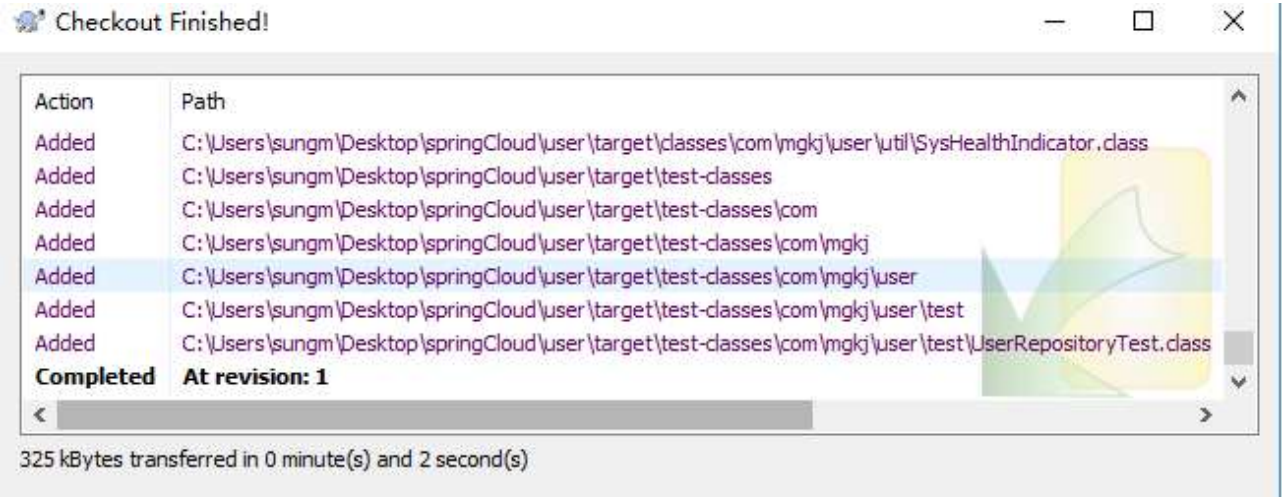 Checkout Finished!
Action Path
Added C:\Users\sungm\Desktop\springCloud\user\target\classes\com\mgkj\user\util\SysHealthIndicator.class
Added C:\Users\sungm\Desktop\springCloud\user\target\test-classes
Added C:\Users\sungm\Desktop\springCloud\user\target\test-classes\com
Added C:\Users\sungm\Desktop\springCloud\user\target\test-classes\com\mgkj
Added C:\Users\sungm\Desktop\springCloud\user\target\test-classes\com\mgkj\user
Added C:\Users\sungm\Desktop\springCloud\user\target\test-classes\com\mgkj\user\test
Added C:\Users\sungm\Desktop\springCloud\user\target\test-classes\com\mgkj\user\test\UserRepositoryTest.class
Completed At revision: 1
325 kBytes transferred in 0 minute(s) and 2 second(s)